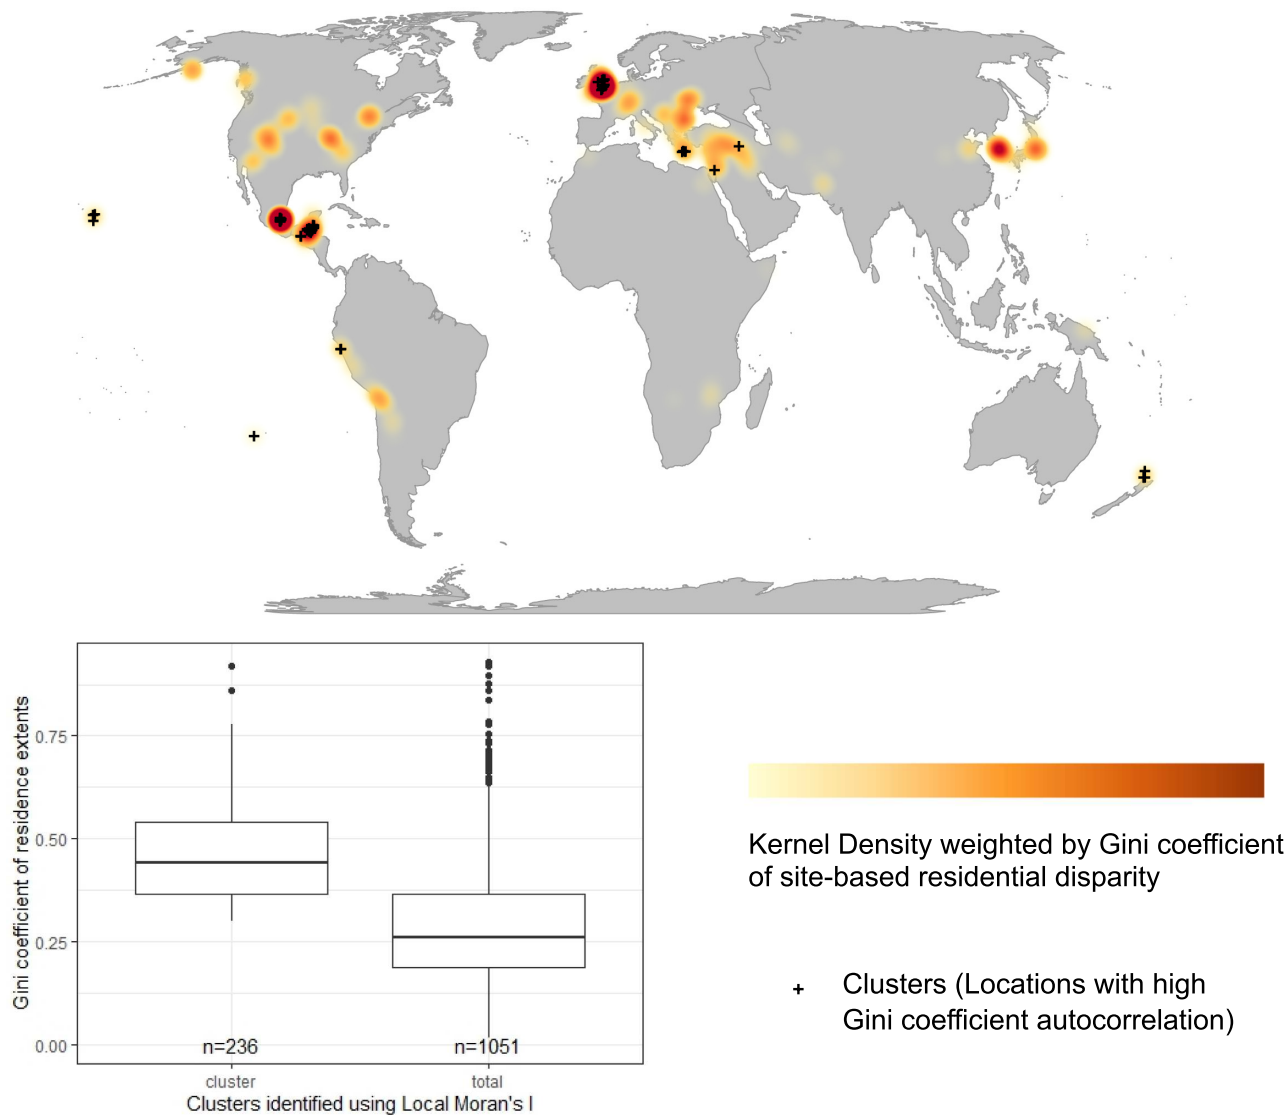 Gini coefficient of residence extents
0.75
0.50
0.25
0.00
n=236
n=1051
cluster
total
Clusters identified using Local Moran's I
Kernel Density weighted by Gini coefficient
of site-based residential disparity
+ Clusters (Locations with high
Gini coefficient autocorrelation)